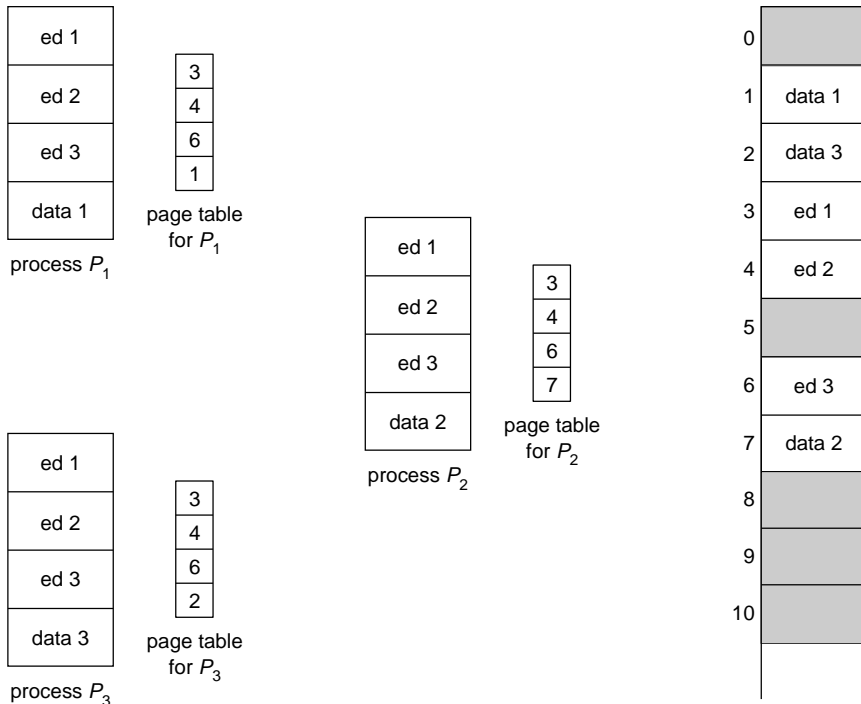 ed 1
ed 2
ed 3
data 1
process P1
3
4
6
1
page table
for P1
ed 1
ed 2
ed 3
data 2
process P2
3
4
6
7
page table
for P2
ed 1
ed 2
ed 3
data 3
process P3
3
4
6
2
page table
for P3
0
1 data 1
2 data 3
3 ed 1
4 ed 2
5
6 ed 3
7 data 2
8
9
10